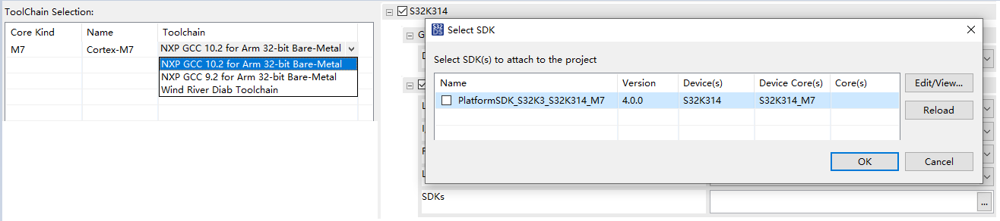 ToolChain Selection:
Core Kind Name Toolchain
M7 Cortex-M7 NXP GCC 10.2 for Arm 32-bit Bare-Metal
NXP GCC 10.2 for Arm 32-bit Bare-Metal
NXP GCC 9.2 for Arm 32-bit Bare-Metal
Wind River Diab Toolchain
S32K314
S32 DS Select SDK
Select SDK(s) to attach to the project
Name Version Device(s) Device Core(s) Core(s)
PlatformSDK_S32K3_S32K314_M7 4.0.0 S32K314 S32K314_M7
Edit/View...
Reload
OK Cancel
SDKs ...